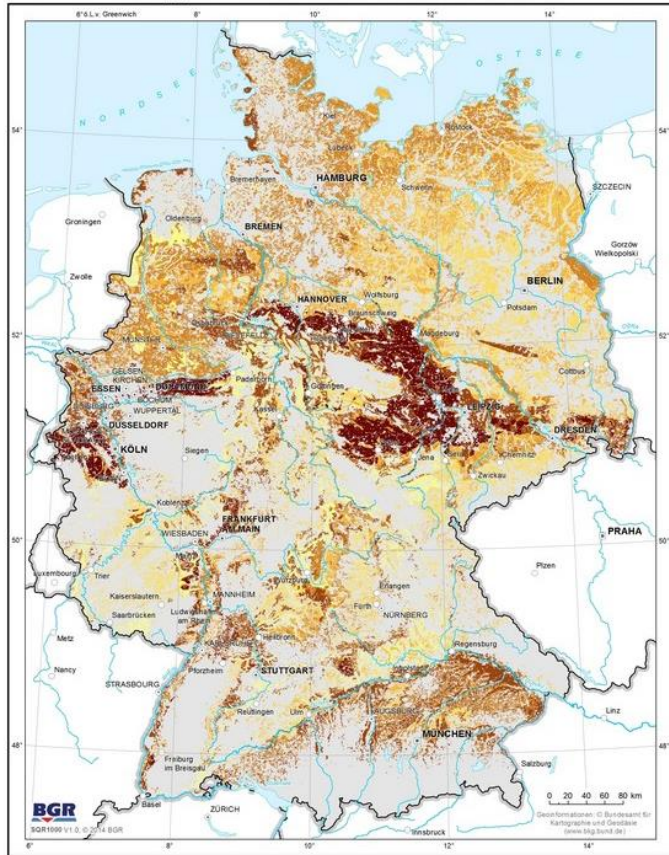 6° ö.L.v. Greenwich
8°
10°
12°
14°
NORDSEE
OSTSEE
54°
54°
Kiel
Rostock
Lübeck
HAMBURG
Schwerin
Bremerhaven
SZCZECIN
Groningen
Oldenburg
BREMEN
Gorzów
Wielkopolski
BERLIN
Zwolle
Wolfsburg
HANNOVER
Braunschweig
Potsdam
52°
52°
Magdeburg
MÜNSTER
Cottbus
GELSEN
KIRCHEN
Paderborn
Göttingen
ESSEN
DORTMUND
BOCHUM
WUPPERTAL
Kassel
LEIPZIG
DÜSSELDORF
DRESDEN
KÖLN
Siegen
Jena
Chemnitz
Zwickau
Koblenz
FRANKFURT
AM MAIN
50°
50°
WIESBADEN
PRAHA
Luxembourg
Trier
Würzburg
Plzen
Erlangen
Kaiserslautern
MANNHEIM
Fürth
NÜRNBERG
Saarbrücken
Ludwigshafen
am Rhein
Metz
Heilbronn
KARLSRUHE
Regensburg
Nancy
Pforzheim
STUTTGART
Ingolstadt
STRASBOURG
Reutlingen
Ulm
AUGSBURG
Linz
48°
48°
MÜNCHEN
Freiburg
im Breisgau
Salzburg
0 20 40 60 80 km
Basel
ZÜRICH
Innsbruck
BGR
SQR1000 V1.0, © 2014 BGR
Geoinformationen: © Bundesamt für
Kartographie und Geodäsie
(www.bkg.bund.de)
6°
8°
10°
12°
14°